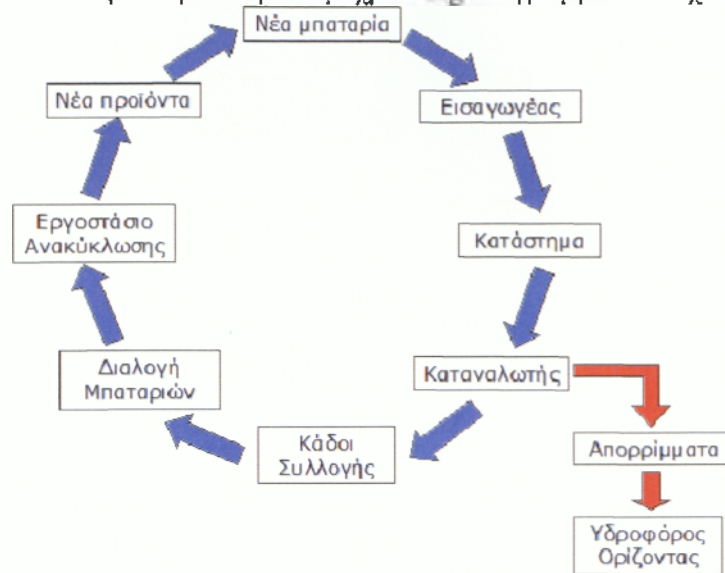 Νέα μπαταρία
Εισαγωγέας
Κατάστημα
Καταναλωτής
Απορρίμματα
Υδροφόρος
Ορίζοντας
Κάδοι
Συλλογής
Διαλογή
Μπαταριών
Εργοστάσιο
Ανακύκλωσης
Νέα προϊόντα